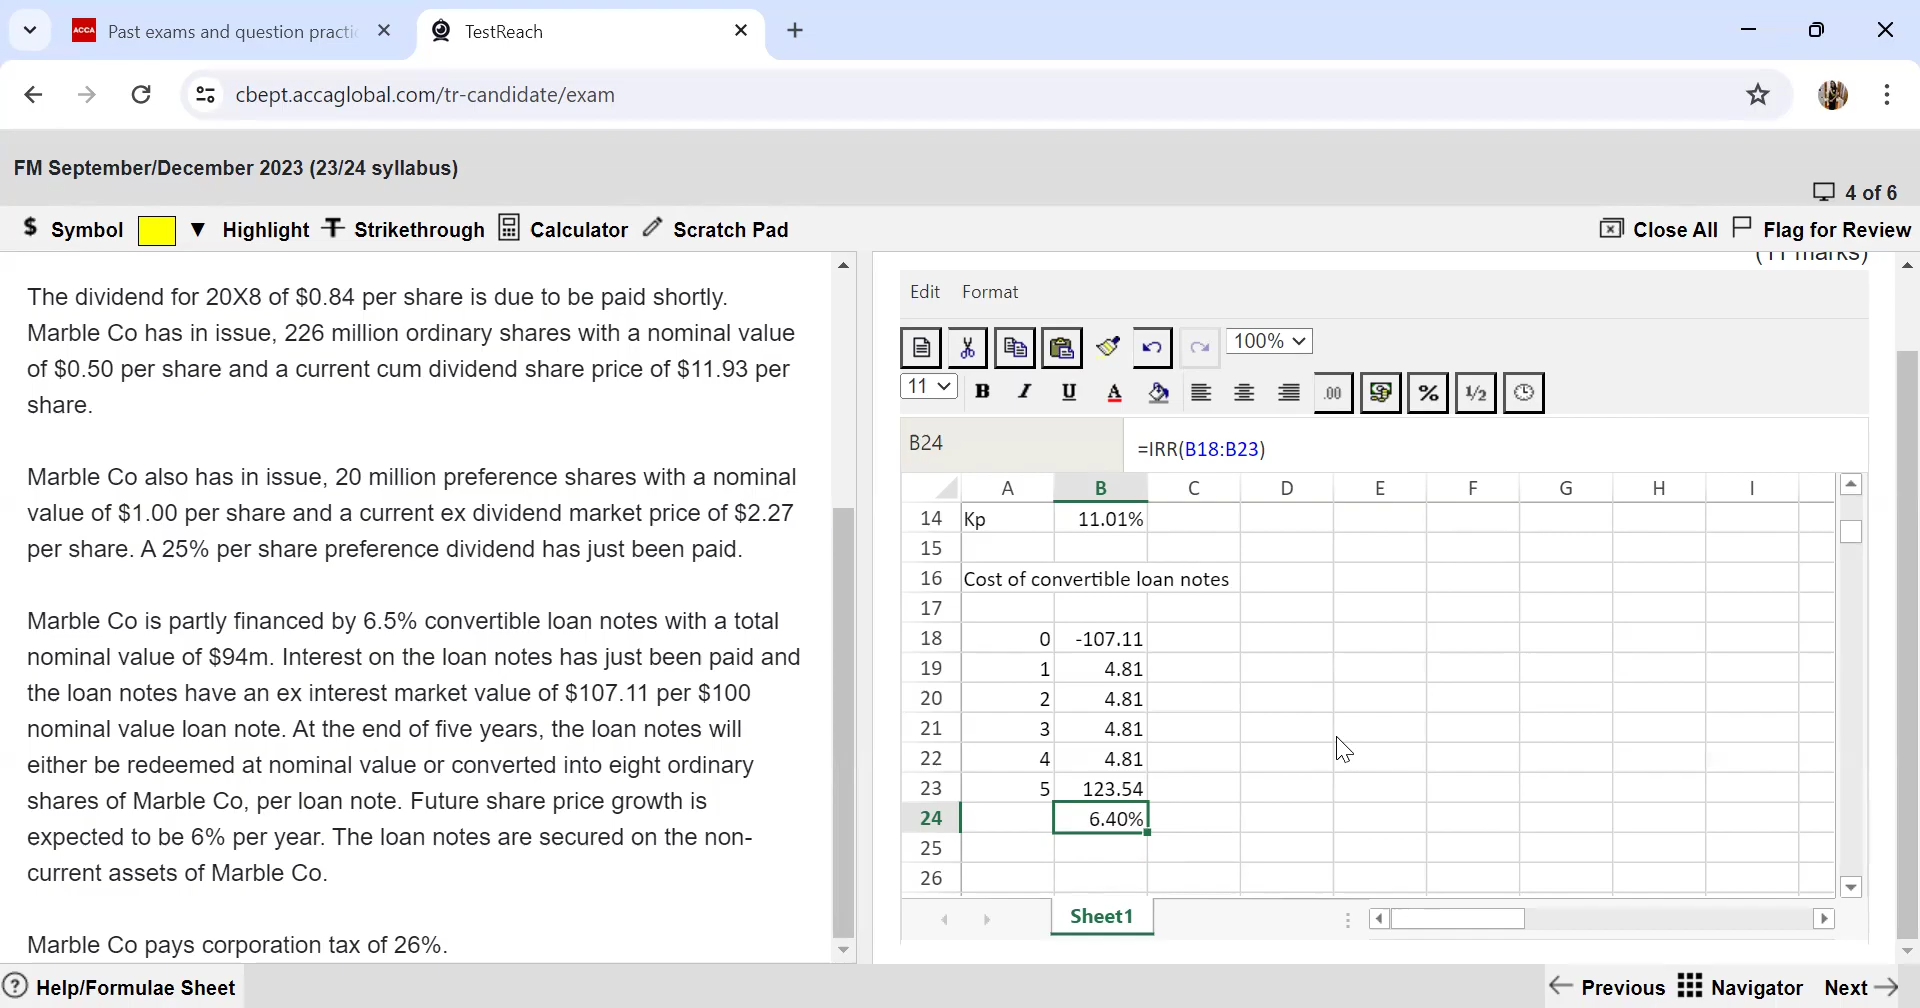 Past exams and question practi
TestReach
cbept.accaglobal.com/tr-candidate/exam
FM September/December 2023 (23/24 syllabus)
4 of 6
$ Symbol ▼ Highlight Strikethrough Calculator Scratch Pad
Close All Flag for Review
The dividend for 20X8 of $0.84 per share is due to be paid shortly.
Marble Co has in issue, 226 million ordinary shares with a nominal value
of $0.50 per share and a current cum dividend share price of $11.93 per
share.
Marble Co also has in issue, 20 million preference shares with a nominal
value of $1.00 per share and a current ex dividend market price of $2.27
per share. A 25% per share preference dividend has just been paid.
Marble Co is partly financed by 6.5% convertible loan notes with a total
nominal value of $94m. Interest on the loan notes has just been paid and
the loan notes have an ex interest market value of $107.11 per $100
nominal value loan note. At the end of five years, the loan notes will
either be redeemed at nominal value or converted into eight ordinary
shares of Marble Co, per loan note. Future share price growth is
expected to be 6% per year. The loan notes are secured on the non-
current assets of Marble Co.
Marble Co pays corporation tax of 26%.
(11 marks)
Edit Format
100%
11 B I U A .00 % 1/2
B24 =IRR(B18:B23)
A B C D E F G H I
14 Kp 11.01%
15
16 Cost of convertible loan notes
17
18 0 -107.11
19 1 4.81
20 2 4.81
21 3 4.81
22 4 4.81
23 5 123.54
24 6.40%
25
26
Sheet1
Help/Formulae Sheet
Previous Navigator Next